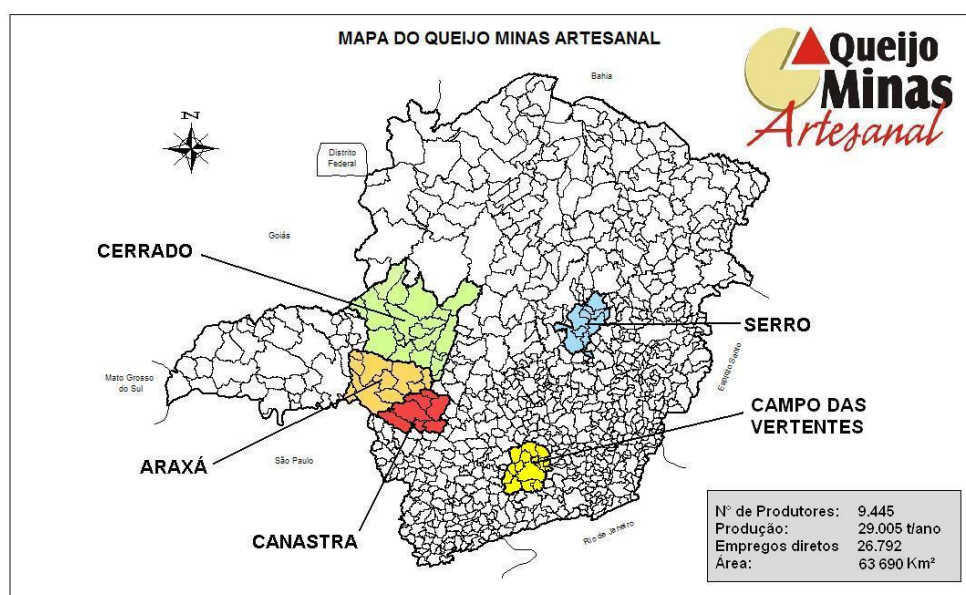 MAPA DO QUEIJO MINAS ARTESANAL
Queijo
Minas
Artesanal
Bahia
N
Distrito
Federal
Goiás
CERRADO
SERRO
Mato Grosso
do Sul
Espirito Santo
CAMPO DAS
VERTENTES
ARAXÁ
São Paulo
CANASTRA
Rio de Janeiro
N° de Produtores: 9.445
Produção: 29.005 t/ano
Empregos diretos 26.792
Área: 63 690 Km²